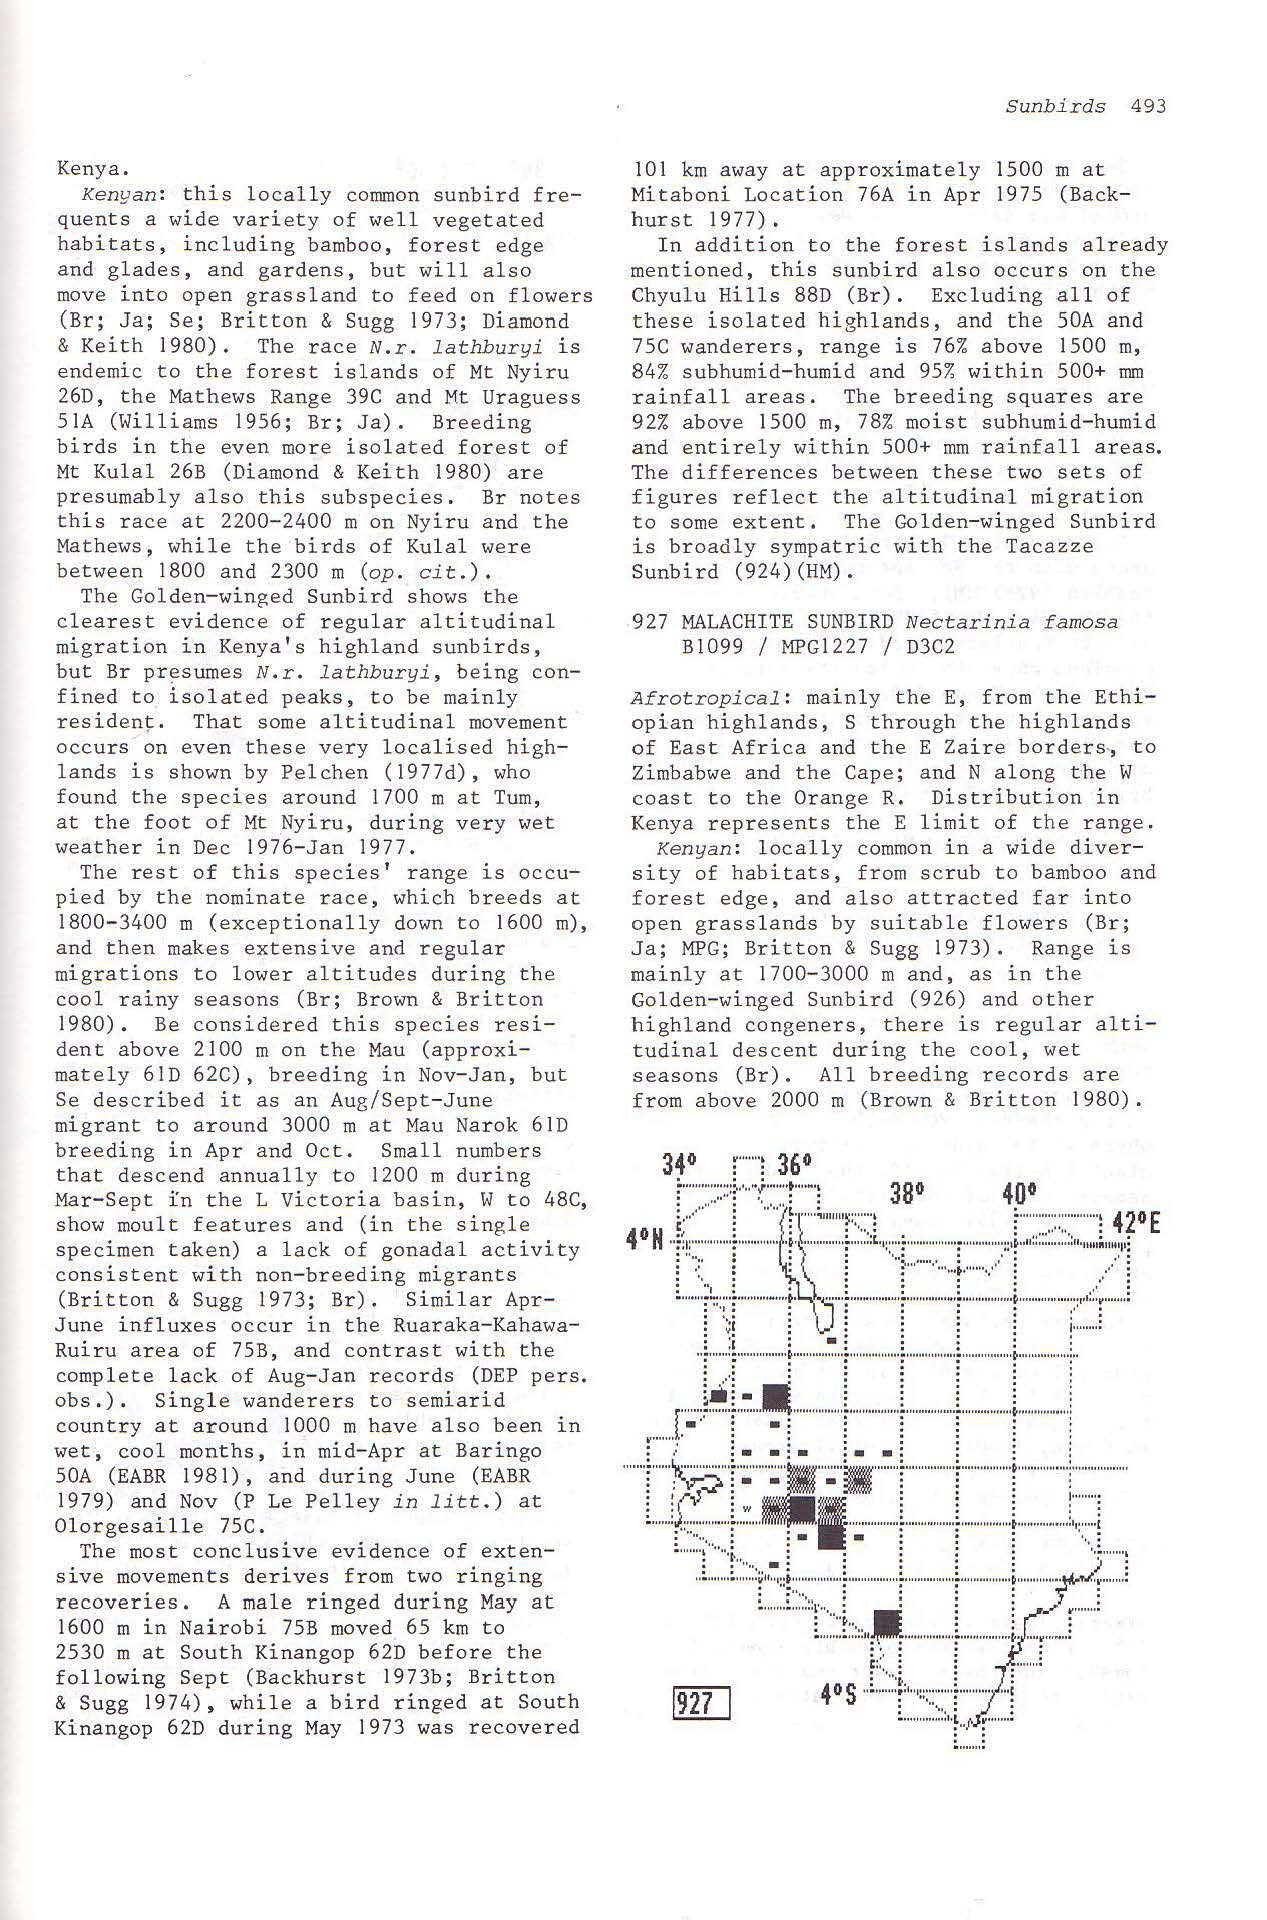 Sunbirds 493
Kenya.
Kenyan: this locally common sunbird fre-
quents a wide variety of well vegetated
habitats, including bamboo, forest edge
and glades, and gardens, but will also
move into open grassland to feed on flowers
(Br; Ja; Se; Britton & Sugg 1973; Diamond
& Keith 1980). The race N.r. lathburyi is
endemic to the forest islands of Mt Nyiru
26D, the Mathews Range 39C and Mt Uraguess
51A (Williams 1956; Br; Ja). Breeding
birds in the even more isolated forest of
Mt Kulal 26B (Diamond & Keith 1980) are
presumably also this subspecies. Br notes
this race at 2200-2400 m on Nyiru and the
Mathews, while the birds of Kulal were
between 1800 and 2300 m (op. cit.).
The Golden-winged Sunbird shows the
clearest evidence of regular altitudinal
migration in Kenya's highland sunbirds,
but Br presumes N.r. lathburyi, being con-
fined to isolated peaks, to be mainly
resident. That some altitudinal movement
occurs on even these very localised high-
lands is shown by Pelchen (1977d), who
found the species around 1700 m at Tum,
at the foot of Mt Nyiru, during very wet
weather in Dec 1976-Jan 1977.
The rest of this species' range is occu-
pied by the nominate race, which breeds at
1800-3400 m (exceptionally down to 1600 m),
and then makes extensive and regular
migrations to lower altitudes during the
cool rainy seasons (Br; Brown & Britton
1980). Be considered this species resi-
dent above 2100 m on the Mau (approxi-
mately 61D 62C), breeding in Nov-Jan, but
Se described it as an Aug/Sept-June
migrant to around 3000 m at Mau Narok 61D
breeding in Apr and Oct. Small numbers
that descend annually to 1200 m during
Mar-Sept in the L Victoria basin, W to 48C,
show moult features and (in the single
specimen taken) a lack of gonadal activity
consistent with non-breeding migrants
(Britton & Sugg 1973; Br). Similar Apr-
June influxes occur in the Ruaraka-Kahawa-
Ruiru area of 75B, and contrast with the
complete lack of Aug-Jan records (DEP pers.
obs.). Single wanderers to semiarid
country at around 1000 m have also been in
wet, cool months, in mid-Apr at Baringo
50A (EABR 1981), and during June (EABR
1979) and Nov (P Le Pelley in litt.) at
Olorgesaille 75C.
The most conclusive evidence of exten-
sive movements derives from two ringing
recoveries. A male ringed during May at
1600 m in Nairobi 75B moved 65 km to
2530 m at South Kinangop 62D before the
following Sept (Backhurst 1973b; Britton
& Sugg 1974), while a bird ringed at South
Kinangop 62D during May 1973 was recovered
101 km away at approximately 1500 m at
Mitaboni Location 76A in Apr 1975 (Back-
hurst 1977).
In addition to the forest islands already
mentioned, this sunbird also occurs on the
Chyulu Hills 88D (Br). Excluding all of
these isolated highlands, and the 50A and
75C wanderers, range is 76% above 1500 m,
84% subhumid-humid and 95% within 500+ mm
rainfall areas. The breeding squares are
92% above 1500 m, 78% moist subhumid-humid
and entirely within 500+ mm rainfall areas.
The differences between these two sets of
figures reflect the altitudinal migration
to some extent. The Golden-winged Sunbird
is broadly sympatric with the Tacazze
Sunbird (924)(HM).
927 MALACHITE SUNBIRD Nectarinia famosa
B1099 / MPG1227 / D3C2
Afrotropical: mainly the E, from the Ethi-
opian highlands, S through the highlands
of East Africa and the E Zaire borders, to
Zimbabwe and the Cape; and N along the W
coast to the Orange R. Distribution in
Kenya represents the E limit of the range.
Kenyan: locally common in a wide diver-
sity of habitats, from scrub to bamboo and
forest edge, and also attracted far into
open grasslands by suitable flowers (Br;
Ja; MPG; Britton & Sugg 1973). Range is
mainly at 1700-3000 m and, as in the
Golden-winged Sunbird (926) and other
highland congeners, there is regular alti-
tudinal descent during the cool, wet
seasons (Br). All breeding records are
from above 2000 m (Brown & Britton 1980).
34° 36°
38° 40°
42°E
4°N
w
4°S
927